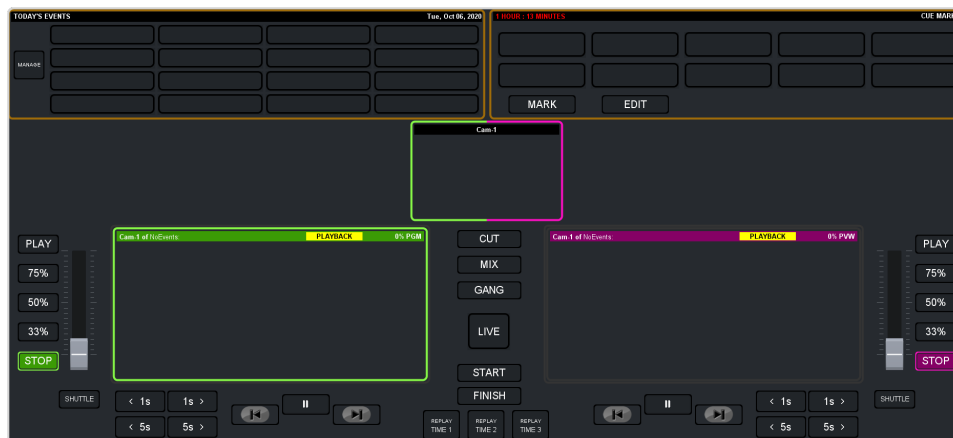 TODAY'S EVENTS
Tue, Oct 06, 2020
1 HOUR : 13 MINUTES
CUE MARK
MANAGE
MARK
EDIT
Cam-1
Cam-1 of NoEvents:
PLAYBACK
0% PGM
CUT
Cam-1 of NoEvents:
PLAYBACK
0% PVW
PLAY
PLAY
MIX
75%
75%
GANG
50%
50%
33%
LIVE
33%
STOP
STOP
START
FINISH
SHUTTLE
< 1s
1s >
< 1s
1s >
SHUTTLE
< 5s
5s >
REPLAY
TIME 1
REPLAY
TIME 2
REPLAY
TIME 3
< 5s
5s >